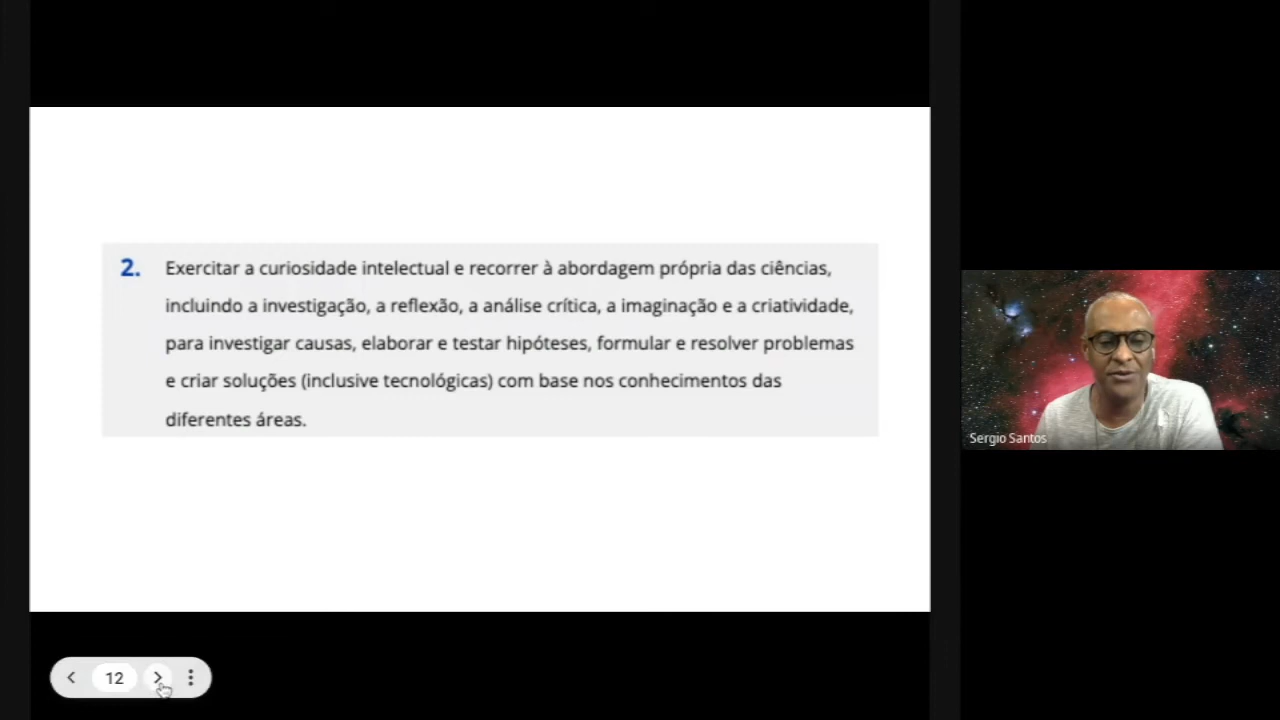 2. Exercitar a curiosidade intelectual e recorrer à abordagem própria das ciências,
incluindo a investigação, a reflexão, a análise crítica, a imaginação e a criatividade,
para investigar causas, elaborar e testar hipóteses, formular e resolver problemas
e criar soluções (inclusive tecnológicas) com base nos conhecimentos das
diferentes áreas.
Sergio Santos
12